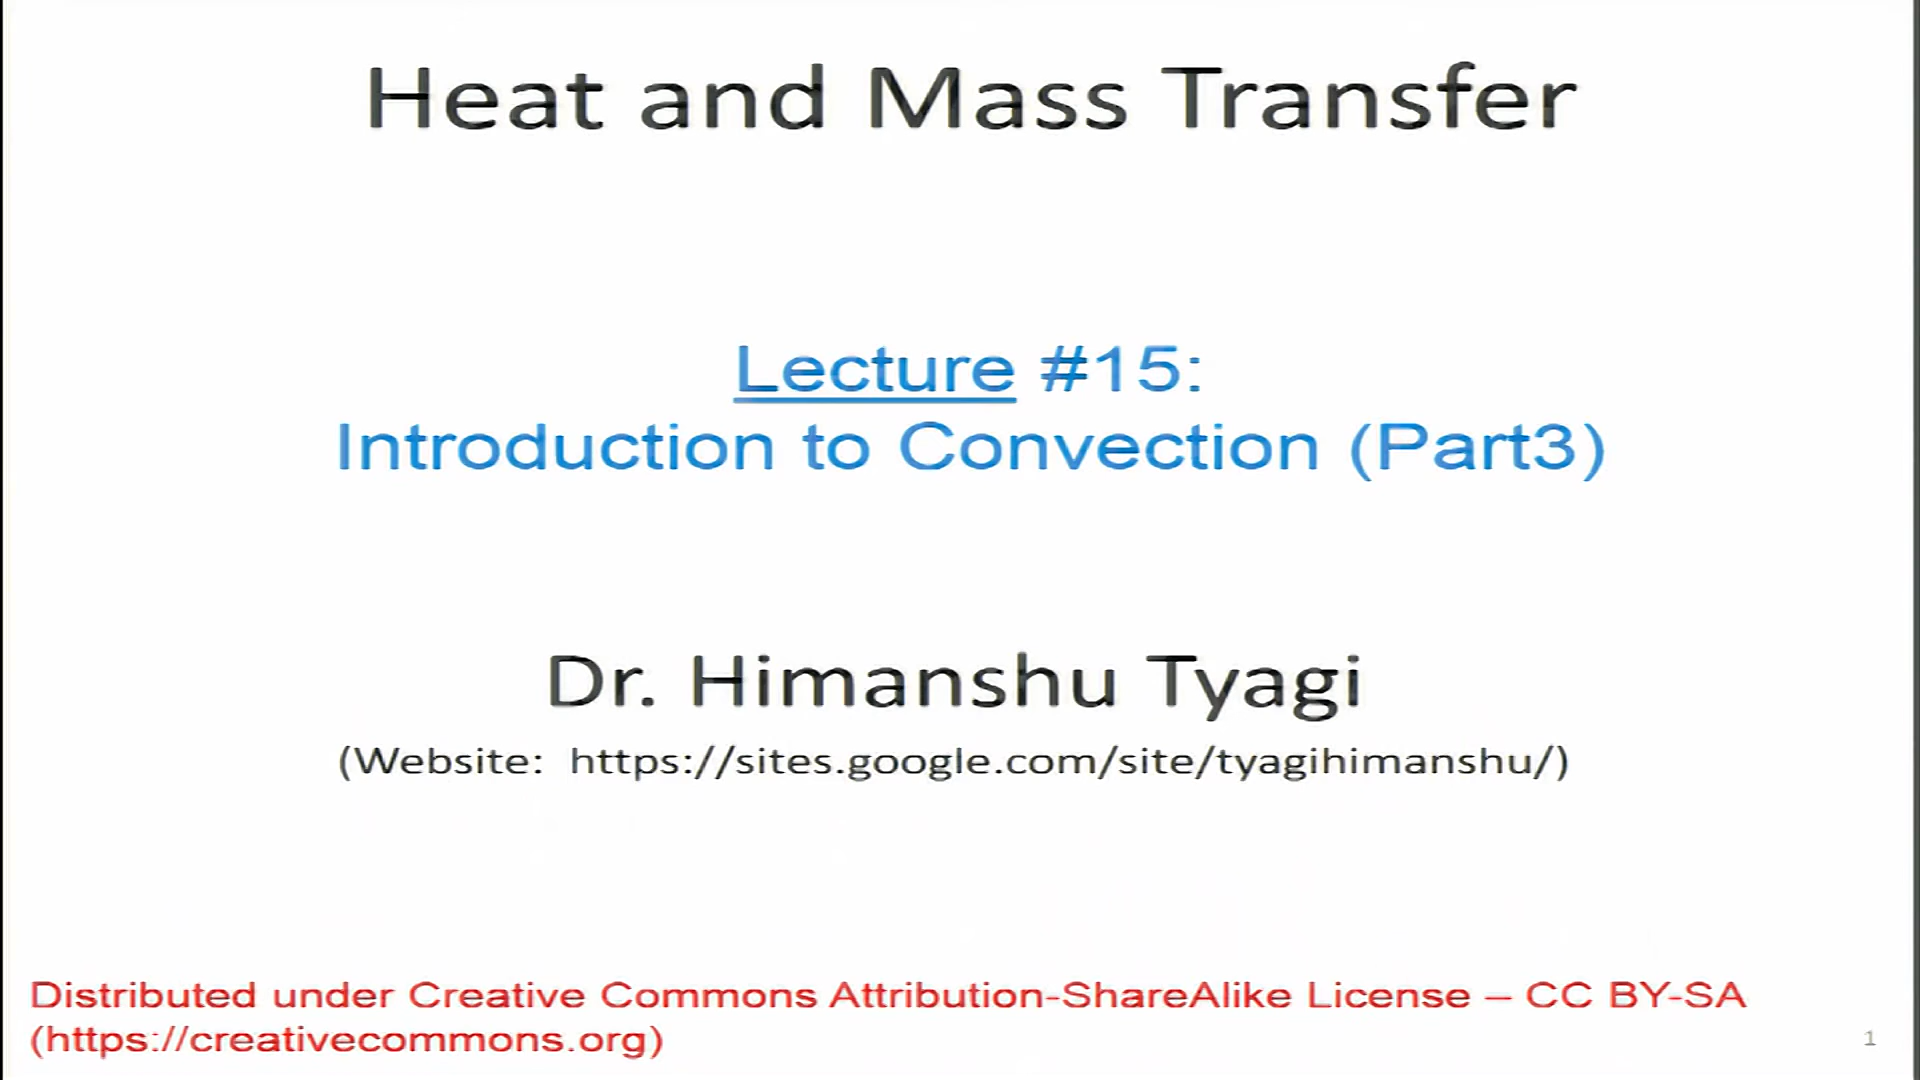 Heat and Mass Transfer
Lecture #15:
Introduction to Convection (Part3)
Dr. Himanshu Tyagi
(Website: https://sites.google.com/site/tyagihimanshu/)
Distributed under Creative Commons Attribution-ShareAlike License – CC BY-SA
(https://creativecommons.org)
1